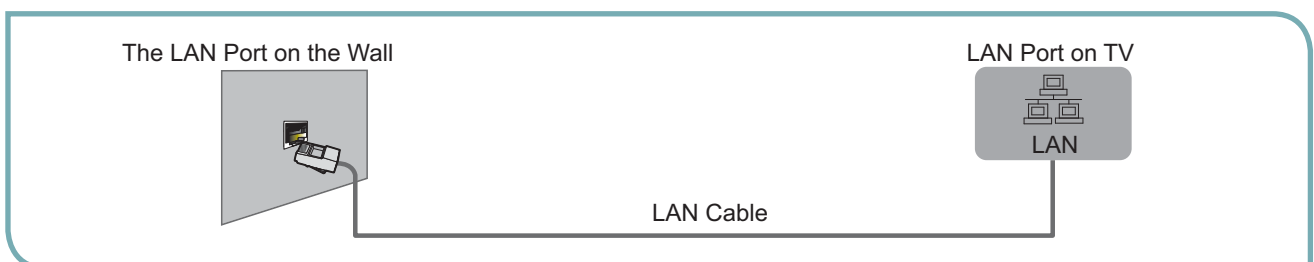 The LAN Port on the Wall
LAN Port on TV
LAN
LAN Cable